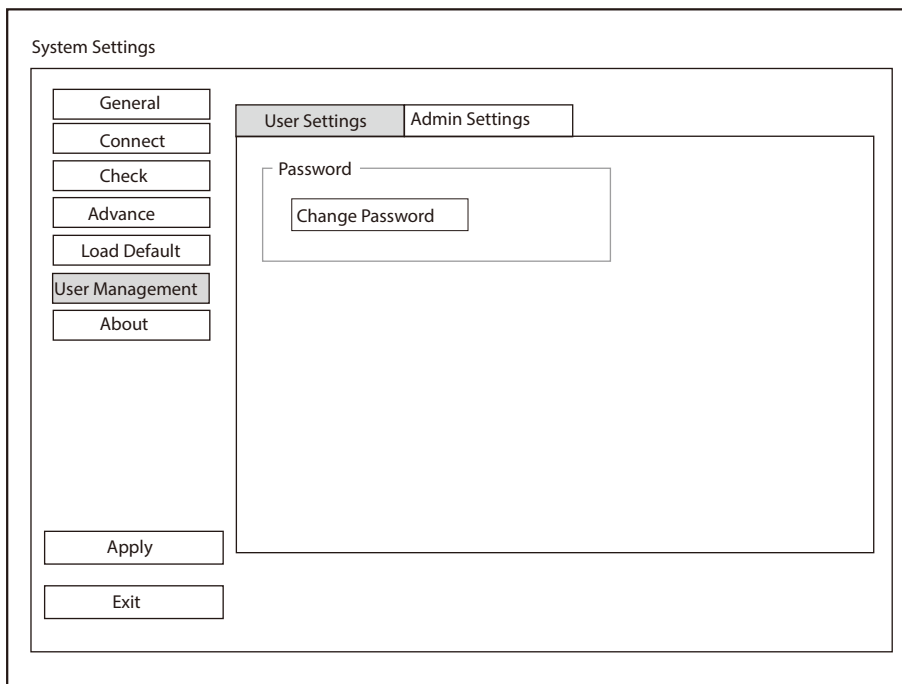 System Settings
General
Connect
Check
Advance
Load Default
User Management
About
Apply
Exit
User Settings
Admin Settings
Password
Change Password